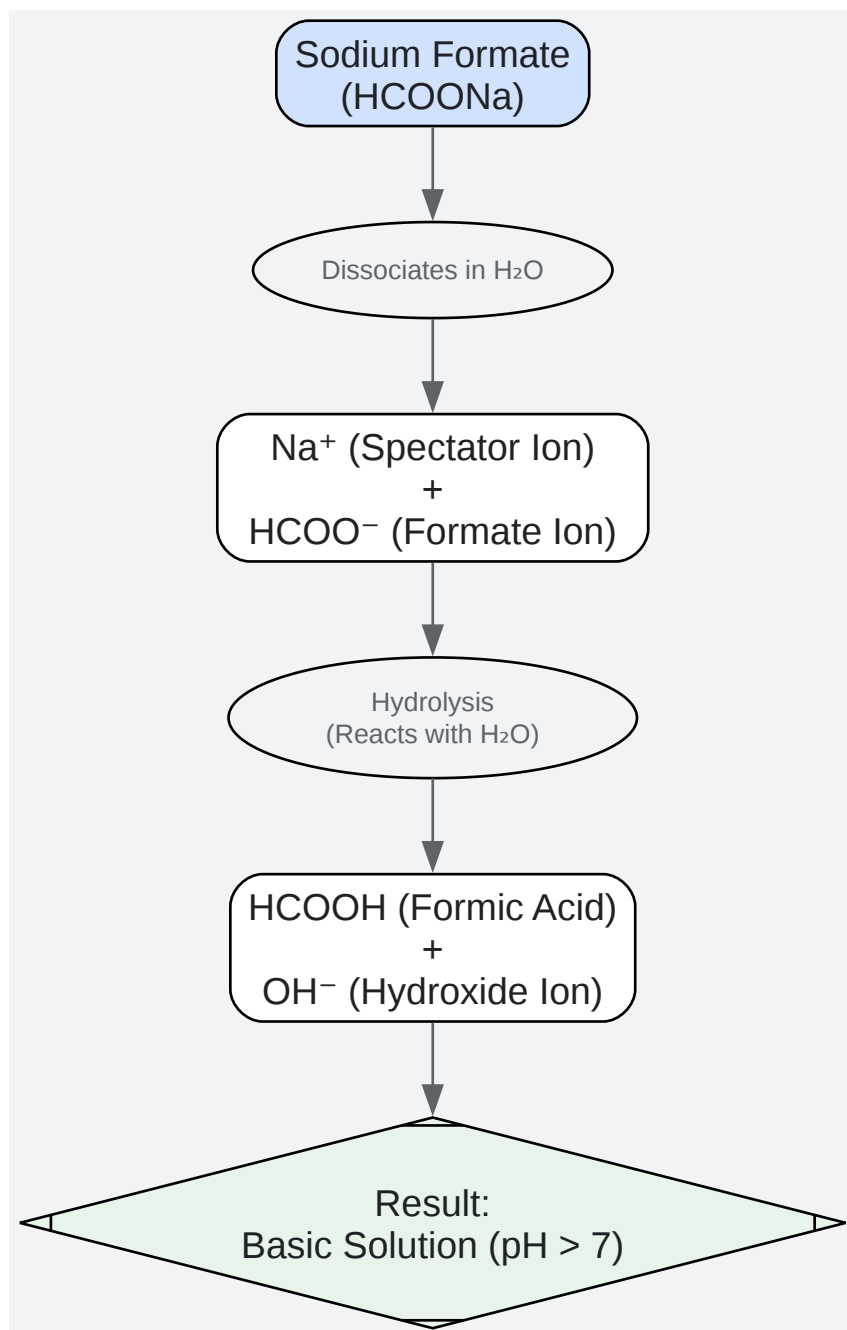 Sodium Formate
(HCOONa)
Dissociates in H₂O
Na⁺ (Spectator Ion)
+
HCOO⁻ (Formate Ion)
Hydrolysis
(Reacts with H₂O)
HCOOH (Formic Acid)
+
OH⁻ (Hydroxide Ion)
Result:
Basic Solution (pH > 7)